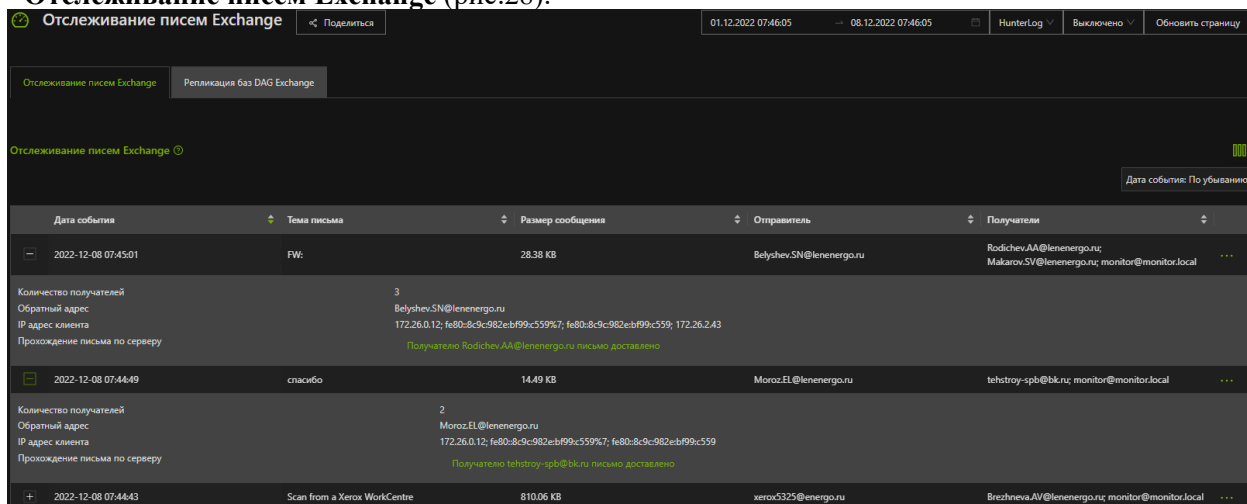 Отслеживание писем Exchange (рис.28).
Отслеживание писем Exchange Поделиться 01.12.2022 07:46:05 → 08.12.2022 07:46:05 HunterLog Выключено Обновить страницу
Отслеживание писем Exchange Репликация баз DAG Exchange
Отслеживание писем Exchange
Дата события: По убыванию
Дата события Тема письма Размер сообщения Отправитель Получатели
2022-12-08 07:45:01 FW: 28.38 KB Belyshev.SN@lenenergo.ru Rodichev.AA@lenenergo.ru;
Makarov.SV@lenenergo.ru; monitor@monitor.local
Количество получателей 3
Обратный адрес Belyshev.SN@lenenergo.ru
IP адрес клиента 172.26.0.12; fe80::8c9c:982e:bf99:c559%7; fe80::8c9c:982e:bf99:c559; 172.26.2.43
Прохождение письма по серверу Получателю Rodichev.AA@lenenergo.ru письмо доставлено
2022-12-08 07:44:49 спасибо 14.49 KB Moroz.EL@lenenergo.ru tehstroy-spb@bk.ru; monitor@monitor.local
Количество получателей 2
Обратный адрес Moroz.EL@lenenergo.ru
IP адрес клиента 172.26.0.12; fe80::8c9c:982e:bf99:c559%7; fe80::8c9c:982e:bf99:c559
Прохождение письма по серверу Получателю tehstroy-spb@bk.ru письмо доставлено
2022-12-08 07:44:43 Scan from a Xerox WorkCentre 810.06 KB xerox5325@energo.ru Brezhneva.AV@lenenergo.ru; monitor@monitor.local